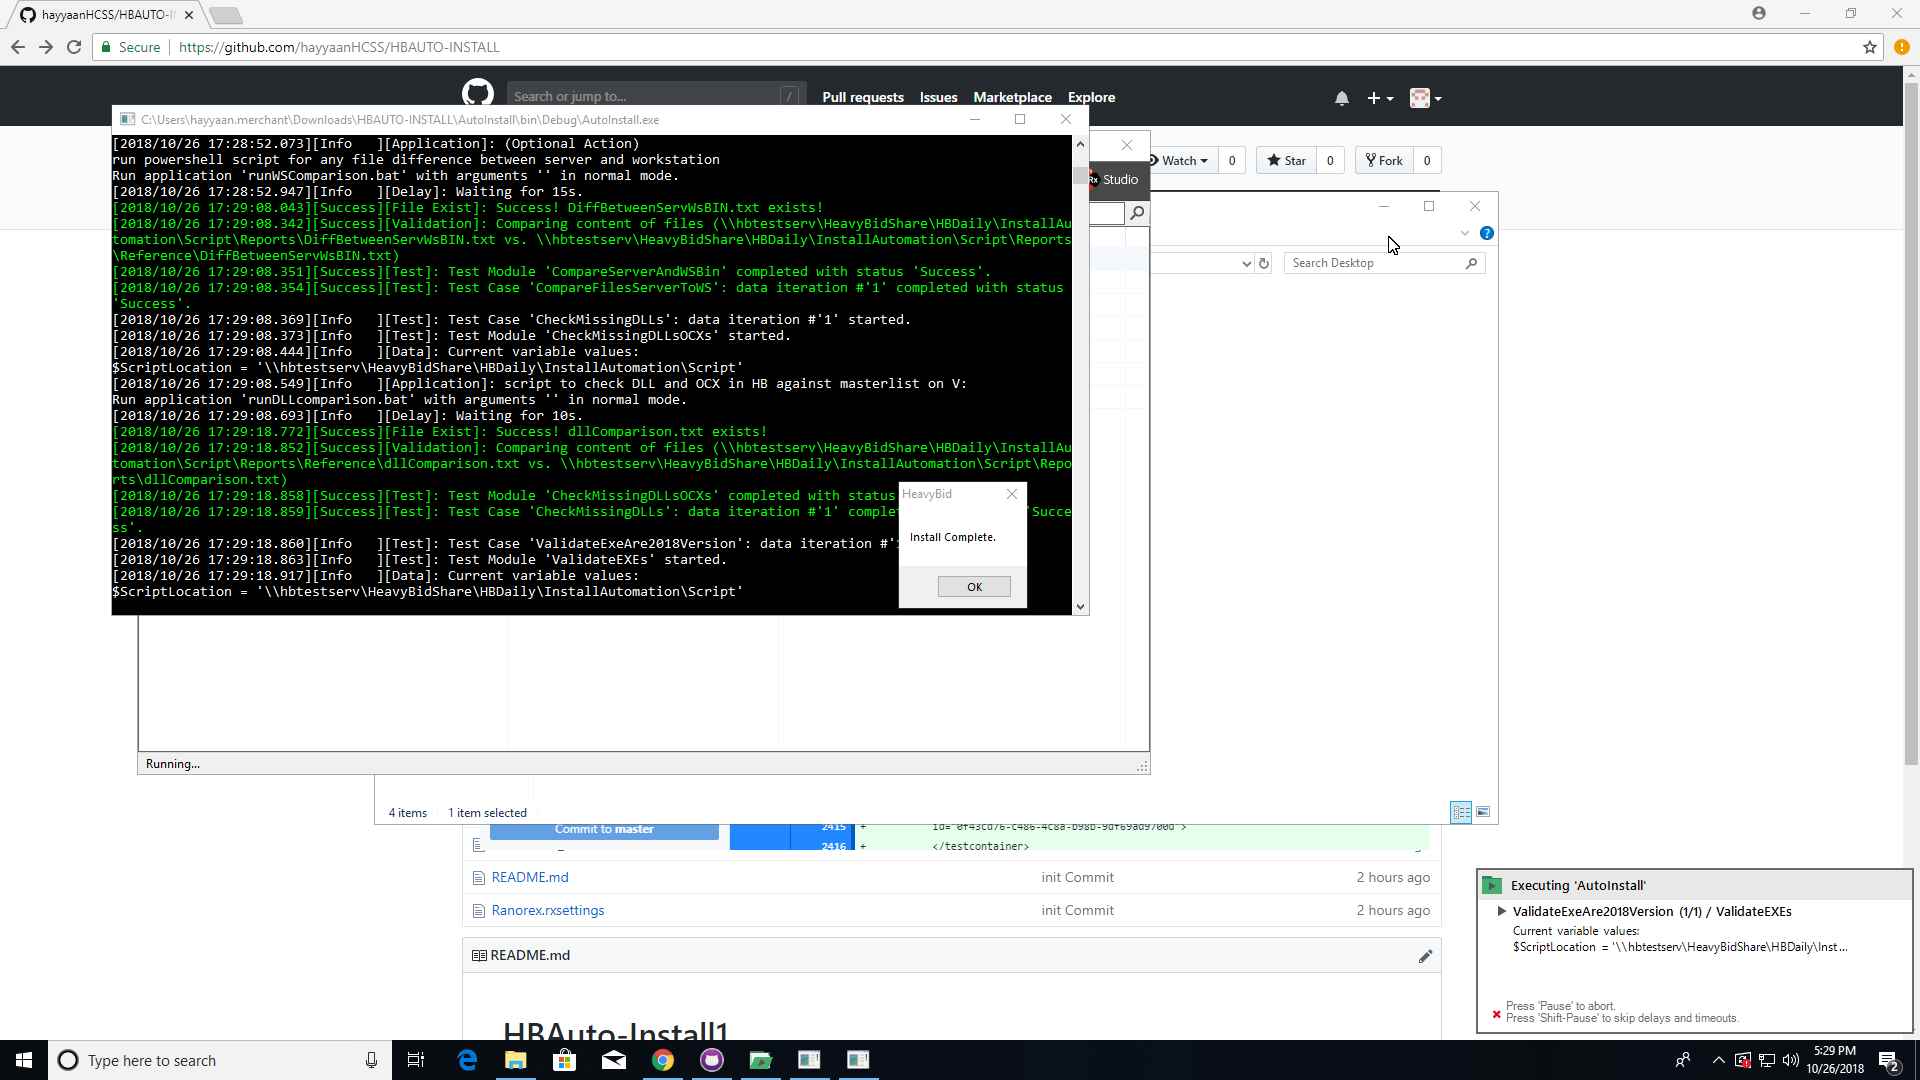 hayyaanHCSS/HBAUTO-I
Secure
https://github.com/hayyaanHCSS/HBAUTO-INSTALL
Search or jump to...
/
Pull requests
Issues
Marketplace
Explore
C:\Users\hayyaan.merchant\Downloads\HBAUTO-INSTALL\AutoInstall\bin\Debug\AutoInstall.exe
[2018/10/26 17:28:52.073][Info   ][Application]: (Optional Action)
run powershell script for any file difference between server and workstation
Run application 'runWSComparison.bat' with arguments '' in normal mode.
[2018/10/26 17:28:52.947][Info   ][Delay]: Waiting for 15s.
[2018/10/26 17:29:08.043][Success][File Exist]: Success! DiffBetweenServWsBIN.txt exists!
[2018/10/26 17:29:08.342][Success][Validation]: Comparing content of files (\\hbtestserv\HeavyBidShare\HBDaily\InstallAu
tomation\Script\Reports\DiffBetweenServWsBIN.txt vs. \\hbtestserv\HeavyBidShare\HBDaily\InstallAutomation\Script\Reports
\Reference\DiffBetweenServWsBIN.txt)
[2018/10/26 17:29:08.351][Success][Test]: Test Module 'CompareServerAndWSBin' completed with status 'Success'.
[2018/10/26 17:29:08.354][Success][Test]: Test Case 'CompareFilesServerToWS': data iteration #'1' completed with status
'Success'.
[2018/10/26 17:29:08.369][Info   ][Test]: Test Case 'CheckMissingDLLs': data iteration #'1' started.
[2018/10/26 17:29:08.373][Info   ][Test]: Test Module 'CheckMissingDLLsOCXs' started.
[2018/10/26 17:29:08.444][Info   ][Data]: Current variable values:
$ScriptLocation = '\\hbtestserv\HeavyBidShare\HBDaily\InstallAutomation\Script'
[2018/10/26 17:29:08.549][Info   ][Application]: script to check DLL and OCX in HB against masterlist on V:
Run application 'runDLLcomparison.bat' with arguments '' in normal mode.
[2018/10/26 17:29:08.693][Info   ][Delay]: Waiting for 10s.
[2018/10/26 17:29:18.772][Success][File Exist]: Success! dllComparison.txt exists!
[2018/10/26 17:29:18.852][Success][Validation]: Comparing content of files (\\hbtestserv\HeavyBidShare\HBDaily\InstallAu
tomation\Script\Reports\Reference\dllComparison.txt vs. \\hbtestserv\HeavyBidShare\HBDaily\InstallAutomation\Script\Repo
rts\dllComparison.txt)
[2018/10/26 17:29:18.858][Success][Test]: Test Module 'CheckMissingDLLsOCXs' completed with status
[2018/10/26 17:29:18.859][Success][Test]: Test Case 'CheckMissingDLLs': data iteration #'1' comple 'Succe
ss'.
[2018/10/26 17:29:18.860][Info   ][Test]: Test Case 'ValidateExeAre2018Version': data iteration #'
[2018/10/26 17:29:18.863][Info   ][Test]: Test Module 'ValidateEXEs' started.
[2018/10/26 17:29:18.917][Info   ][Data]: Current variable values:
$ScriptLocation = '\\hbtestserv\HeavyBidShare\HBDaily\InstallAutomation\Script'
HeavyBid
Install Complete.
OK
Watch
0
Star
0
Fork
0
Rx Studio
Search Desktop
Running...
4 items
1 item selected
Commit to master
2415 + id="0f43cd76-c486-4c8a-b98b-9df69ad9700d">
2416 + </testcontainer>
README.md
init Commit
2 hours ago
Ranorex.rxsettings
init Commit
2 hours ago
README.md
HBAuto-Install1
Executing 'AutoInstall'
ValidateExeAre2018Version (1/1) / ValidateEXEs
Current variable values:
$ScriptLocation = '\\hbtestserv\HeavyBidShare\HBDaily\Inst...
Press 'Pause' to abort.
Press 'Shift-Pause' to skip delays and timeouts.
Type here to search
5:29 PM
10/26/2018
2